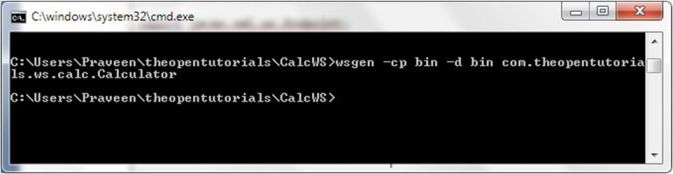 C:\windows\system32\cmd.exe
C:\Users\Praveen\theopentutorials\CalcWS>wsgen -cp bin -d bin com.theopentutoria
ls.ws.calc.Calculator
C:\Users\Praveen\theopentutorials\CalcWS>